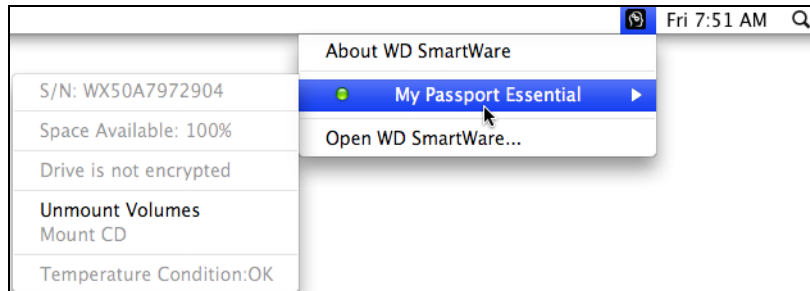 Fri 7:51 AM
About WD SmartWare
My Passport Essential
Open WD SmartWare...
S/N: WX50A7972904
Space Available: 100%
Drive is not encrypted
Unmount Volumes
Mount CD
Temperature Condition:OK